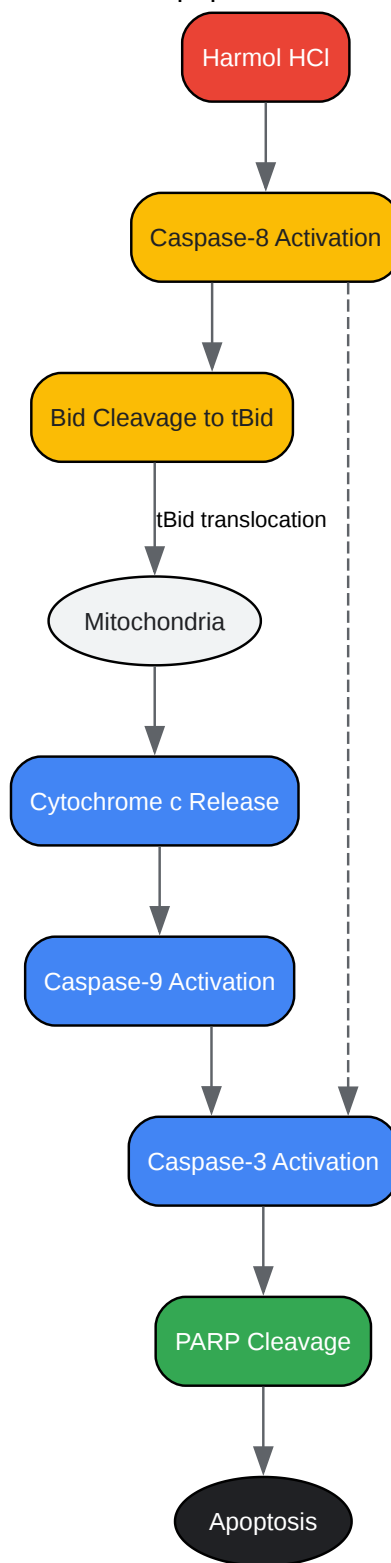 Harmol HCl
Caspase-8 Activation
Bid Cleavage to tBid
tBid translocation
Mitochondria
Cytochrome c Release
Caspase-9 Activation
Caspase-3 Activation
PARP Cleavage
Apoptosis